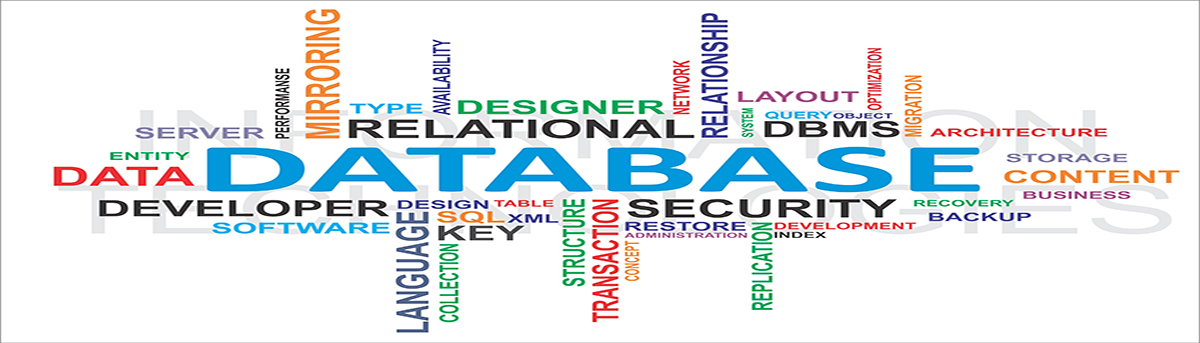 MIRRORING
RELATIONSHIP
AVAILABILITY
PERFORMANSE
NETWORK
OPTIMIZATION
MIGRATION
TYPE
DESIGNER
LAYOUT
SYSTEM
QUERY
OBJECT
SERVER
RELATIONAL
DBMS
ARCHITECTURE
INFORMATION
ENTITY
DATA
DATABASE
STORAGE
CONTENT
BUSINESS
TECHNOLOGIES
DEVELOPER
DESIGN
TABLE
SECURITY
RECOVERY
BACKUP
SOFTWARE
SQL
XML
KEY
RESTORE
DEVELOPMENT
ADMINISTRATION
INDEX
LANGUAGE
COLLECTION
STRUCTURE
TRANSACTION
CONCEPT
REPLICATION